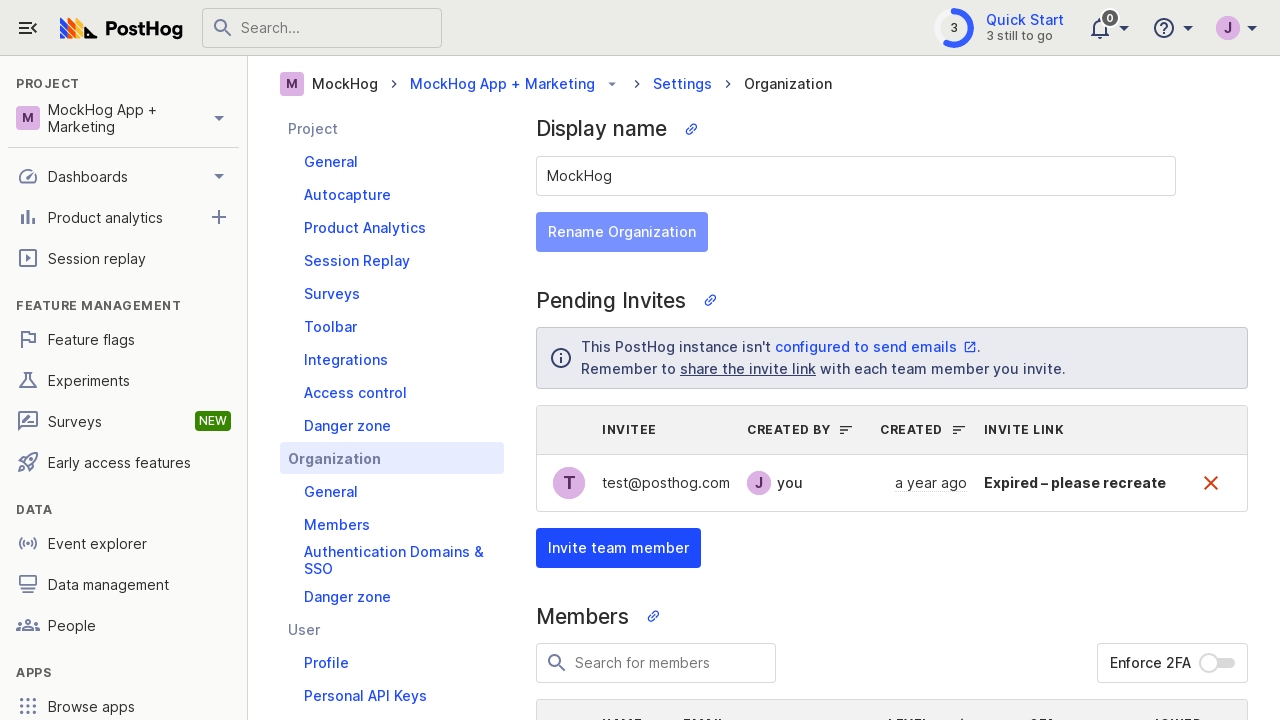 PostHog
Search...
3
Quick Start
3 still to go
0
J
PROJECT
M
MockHog App +
Marketing
Dashboards
Product analytics
Session replay
FEATURE MANAGEMENT
Feature flags
Experiments
Surveys
NEW
Early access features
DATA
Event explorer
Data management
People
APPS
Browse apps
M
MockHog
MockHog App + Marketing
Settings
Organization
Project
General
Autocapture
Product Analytics
Session Replay
Surveys
Toolbar
Integrations
Access control
Danger zone
Organization
General
Members
Authentication Domains &
SSO
Danger zone
User
Profile
Personal API Keys
Display name
MockHog
Rename Organization
Pending Invites
This PostHog instance isn't configured to send emails .
Remember to share the invite link with each team member you invite.
INVITEE CREATED BY CREATED INVITE LINK
T test@posthog.com J you a year ago Expired – please recreate
Invite team member
Members
Search for members
Enforce 2FA